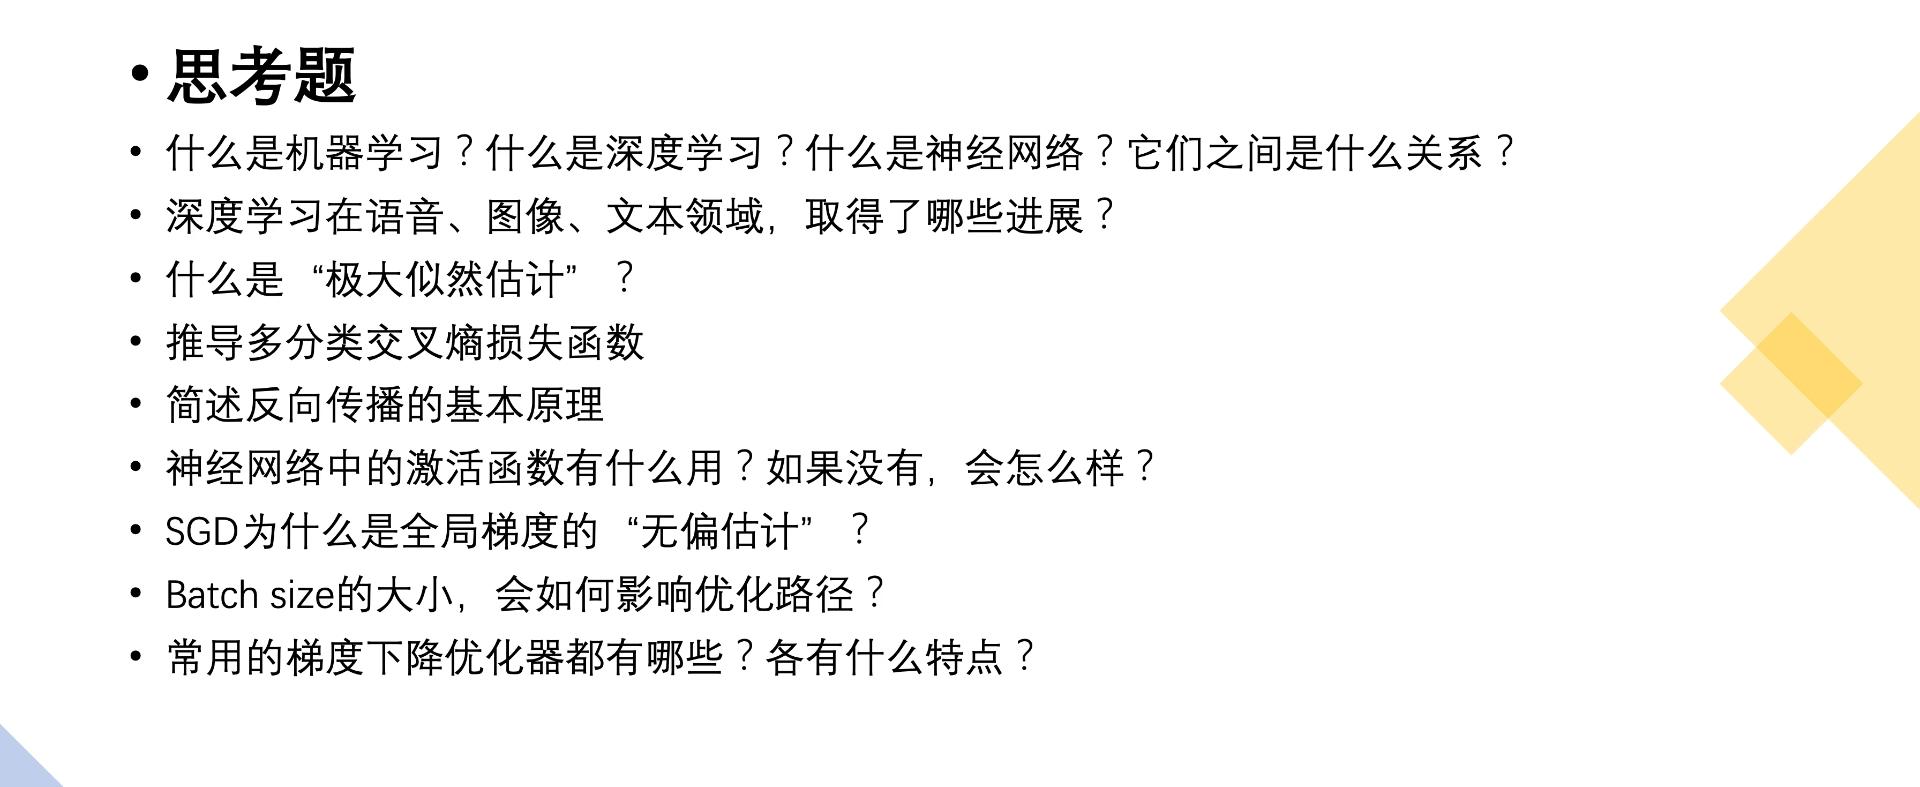 • 思考题
• 什么是机器学习？什么是深度学习？什么是神经网络？它们之间是什么关系？
• 深度学习在语音、图像、文本领域，取得了哪些进展？
• 什么是 “极大似然估计” ？
• 推导多分类交叉熵损失函数
• 简述反向传播的基本原理
• 神经网络中的激活函数有什么用？如果没有，会怎么样？
• SGD为什么是全局梯度的 “无偏估计” ？
• Batch size的大小，会如何影响优化路径？
• 常用的梯度下降优化器都有哪些？各有什么特点？